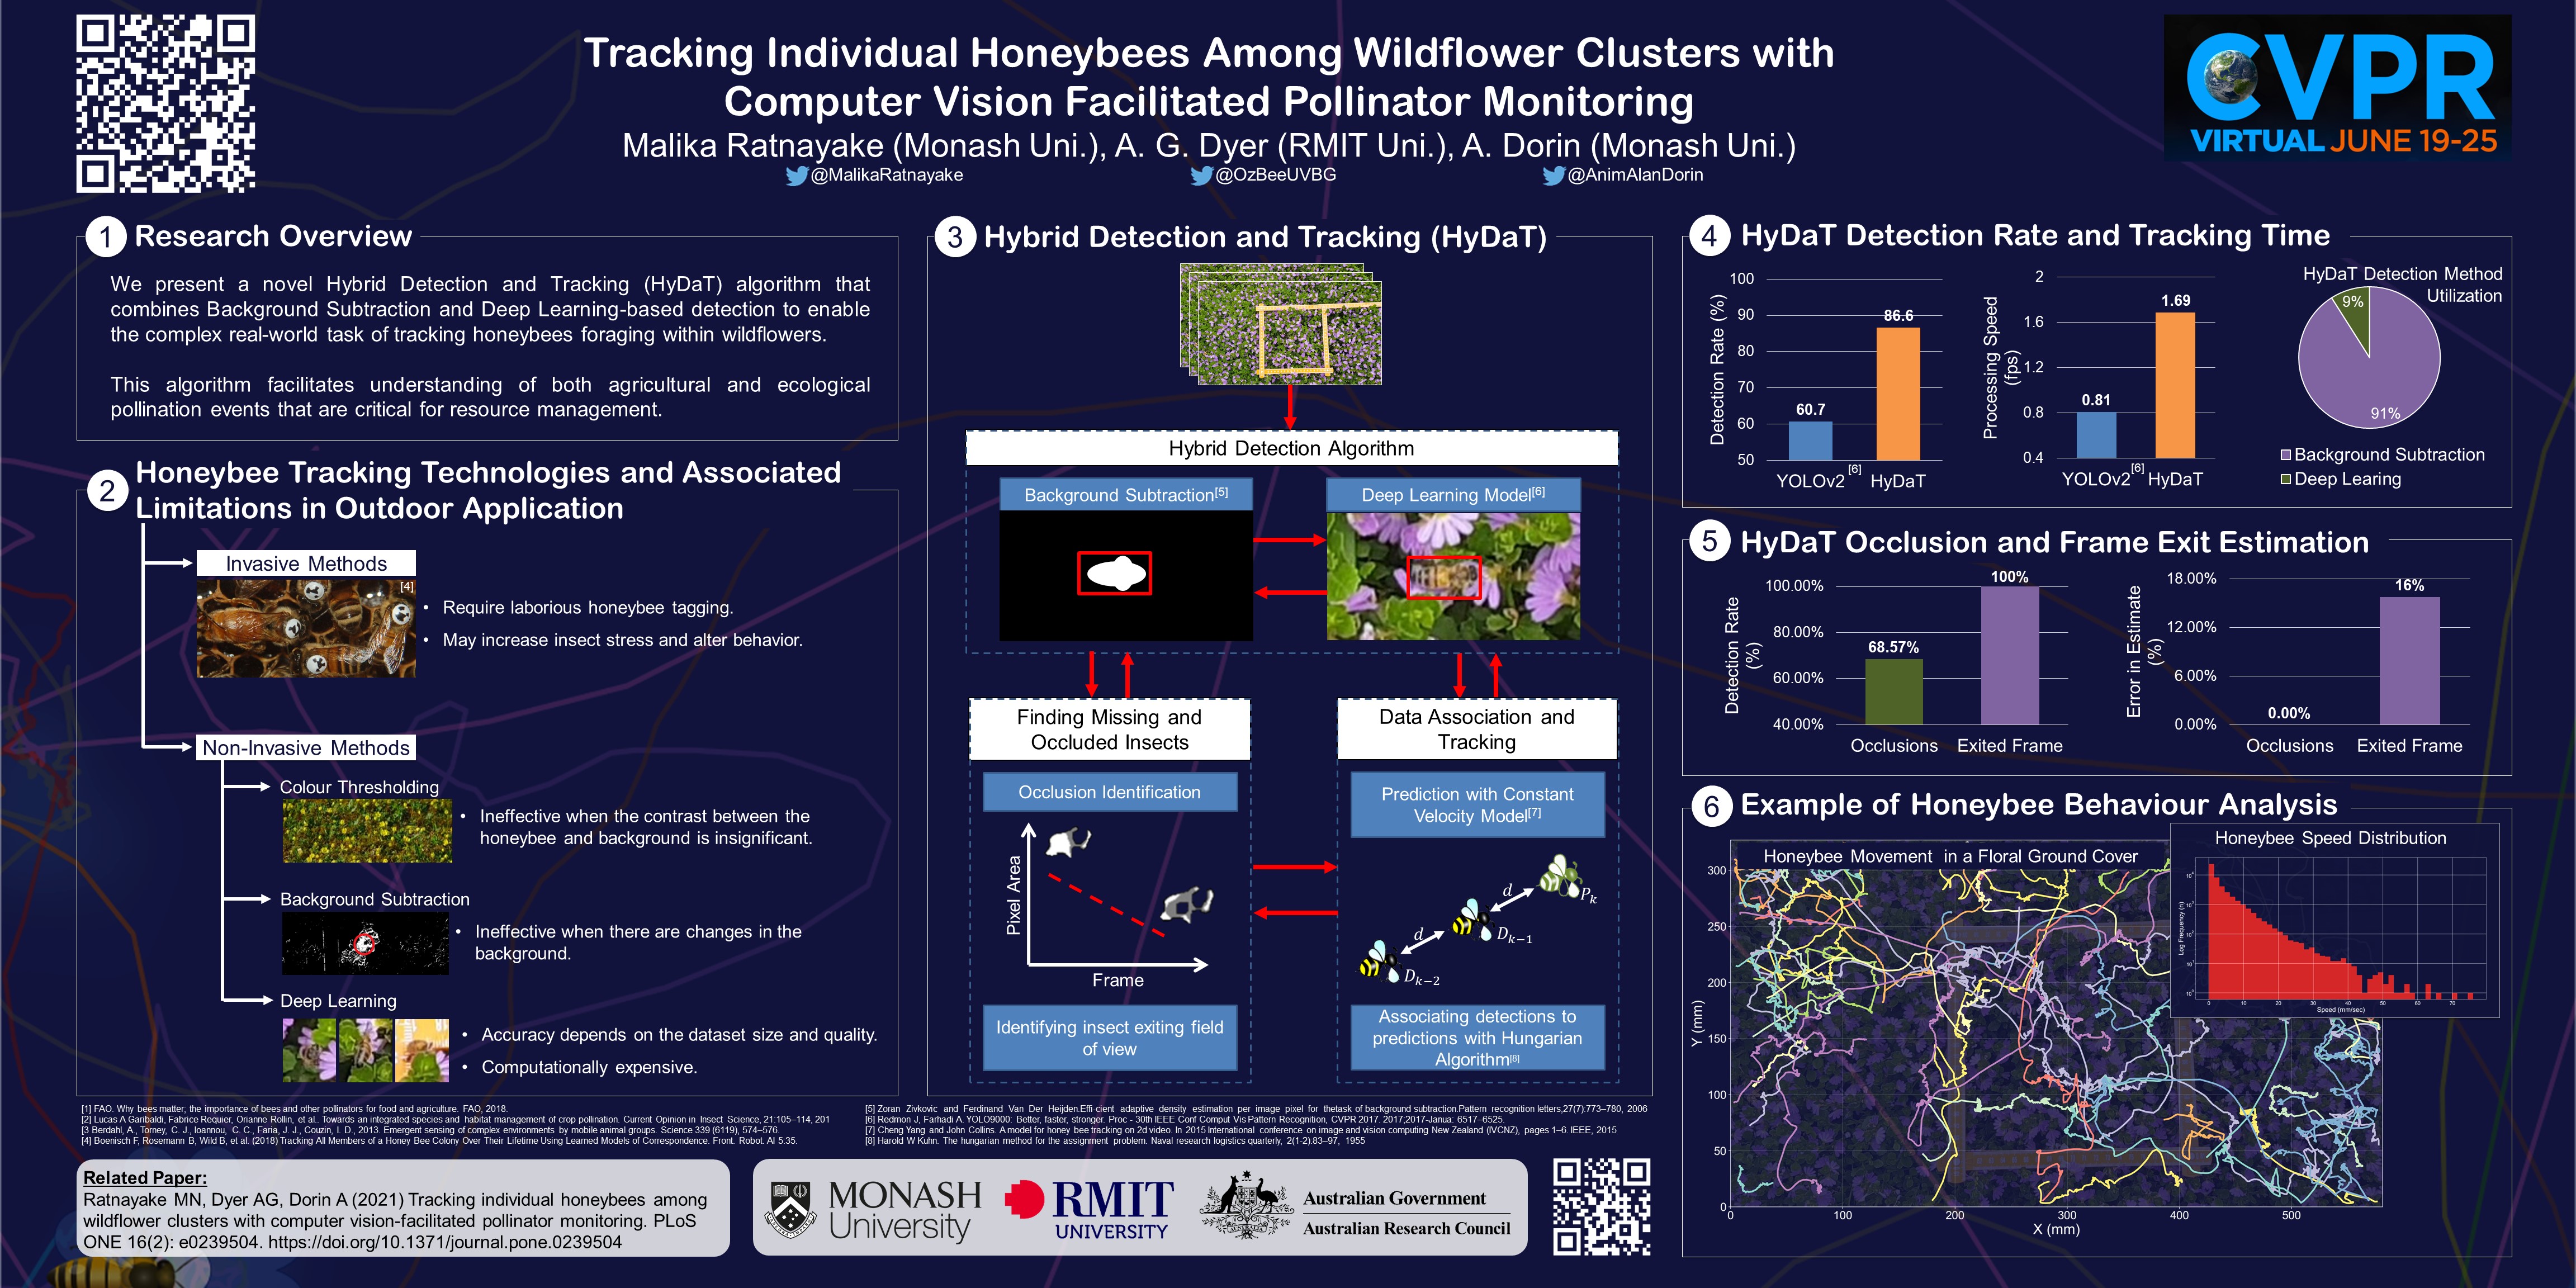 Tracking Individual Honeybees Among Wildflower Clusters with
Computer Vision Facilitated Pollinator Monitoring
Malika Ratnayake (Monash Uni.), A. G. Dyer (RMIT Uni.), A. Dorin (Monash Uni.)
@MalikaRatnayake
@OzBeeUVBG
@AnimAlanDorin
CVPR
VIRTUAL JUNE 19-25
1 Research Overview
We present a novel Hybrid Detection and Tracking (HyDaT) algorithm that
combines Background Subtraction and Deep Learning-based detection to enable
the complex real-world task of tracking honeybees foraging within wildflowers.
This algorithm facilitates understanding of both agricultural and ecological
pollination events that are critical for resource management.
2 Honeybee Tracking Technologies and Associated
Limitations in Outdoor Application
Invasive Methods
[4]
• Require laborious honeybee tagging.
• May increase insect stress and alter behavior.
Non-Invasive Methods
Colour Thresholding
• Ineffective when the contrast between the
honeybee and background is insignificant.
Background Subtraction
• Ineffective when there are changes in the
background.
Deep Learning
• Accuracy depends on the dataset size and quality.
• Computationally expensive.
3 Hybrid Detection and Tracking (HyDaT)
Hybrid Detection Algorithm
Background Subtraction[5]
Deep Learning Model[6]
Finding Missing and
Occluded Insects
Occlusion Identification
Pixel Area
Frame
Identifying insect exiting field
of view
Data Association and
Tracking
Prediction with Constant
Velocity Model[7]
d
Pk
d
Dk−1
Dk−2
Associating detections to
predictions with Hungarian
Algorithm[8]
4 HyDaT Detection Rate and Tracking Time
Detection Rate (%)
100
90
80
70
60
50
60.7
86.6
YOLOv2[6] HyDaT
Processing Speed
(fps)
2
1.6
1.2
0.8
0.4
0.81
1.69
YOLOv2[6] HyDaT
HyDaT Detection Method
Utilization
9%
91%
Background Subtraction
Deep Learing
5 HyDaT Occlusion and Frame Exit Estimation
Detection Rate
(%)
100.00%
80.00%
60.00%
40.00%
68.57%
100%
Occlusions Exited Frame
Error in Estimate
(%)
18.00%
12.00%
6.00%
0.00%
0.00%
16%
Occlusions Exited Frame
6 Example of Honeybee Behaviour Analysis
Honeybee Movement in a Floral Ground Cover
Y (mm)
300
250
200
150
100
50
0
0 100 200 300 400 500
X (mm)
Honeybee Speed Distribution
Log Frequency (n)
0 10 20 30 40 50 60 70
Speed (mm/sec)
[1] FAO. Why bees matter; the importance of bees and other pollinators for food and agriculture. FAO, 2018.
[2] Lucas A Garibaldi, Fabrice Requier, Orianne Rollin, et al.. Towards an integrated species and habitat management of crop pollination. Current Opinion in Insect Science, 21:105–114, 201
3 Berdahl, A., Torney, C. J., Ioannou, C. C., Faria, J. J., Couzin, I. D., 2013. Emergent sensing of complex environments by mobile animal groups. Science 339 (6119), 574–576.
[4] Boenisch F, Rosemann B, Wild B, et al. (2018) Tracking All Members of a Honey Bee Colony Over Their Lifetime Using Learned Models of Correspondence. Front. Robot. AI 5:35.
[5] Zoran Zivkovic and Ferdinand Van Der Heijden.Effi-cient adaptive density estimation per image pixel for thetask of background subtraction.Pattern recognition letters,27(7):773–780, 2006
[6] Redmon J, Farhadi A. YOLO9000: Better, faster, stronger. Proc - 30th IEEE Conf Comput Vis Pattern Recognition, CVPR 2017. 2017;2017-Janua: 6517–6525.
[7] Cheng Yang and John Collins. A model for honey bee tracking on 2d video. In 2015 International conference on image and vision computing New Zealand (IVCNZ), pages 1–6. IEEE, 2015
[8] Harold W Kuhn. The hungarian method for the assignment problem. Naval research logistics quarterly, 2(1-2):83–97, 1955
Related Paper:
Ratnayake MN, Dyer AG, Dorin A (2021) Tracking individual honeybees among
wildflower clusters with computer vision-facilitated pollinator monitoring. PLoS
ONE 16(2): e0239504. https://doi.org/10.1371/journal.pone.0239504
MONASH
University
RMIT
UNIVERSITY
Australian Government
Australian Research Council